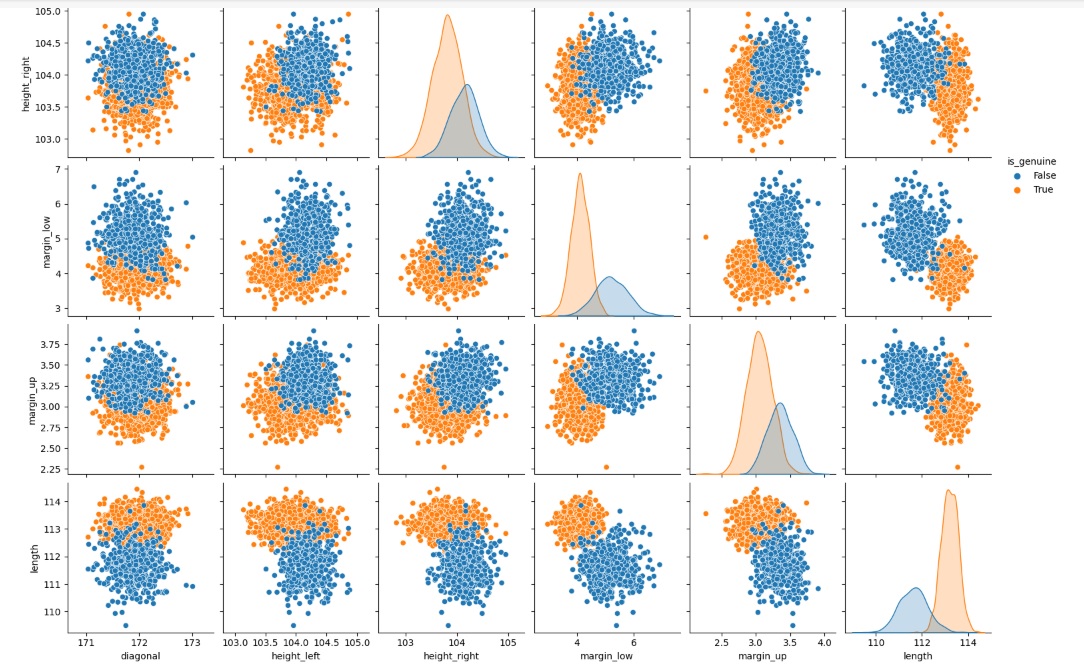 105.0
104.5
104.0
103.5
103.0
height_right
7
6
5
4
3
margin_low
is_genuine
False
True
3.75
3.50
3.25
3.00
2.75
2.50
2.25
margin_up
114
113
112
111
110
length
171 172 173
103.0 103.5 104.0 104.5 105.0
103 104 105
4 6
2.5 3.0 3.5 4.0
110 112 114
diagonal
height_left
height_right
margin_low
margin_up
length